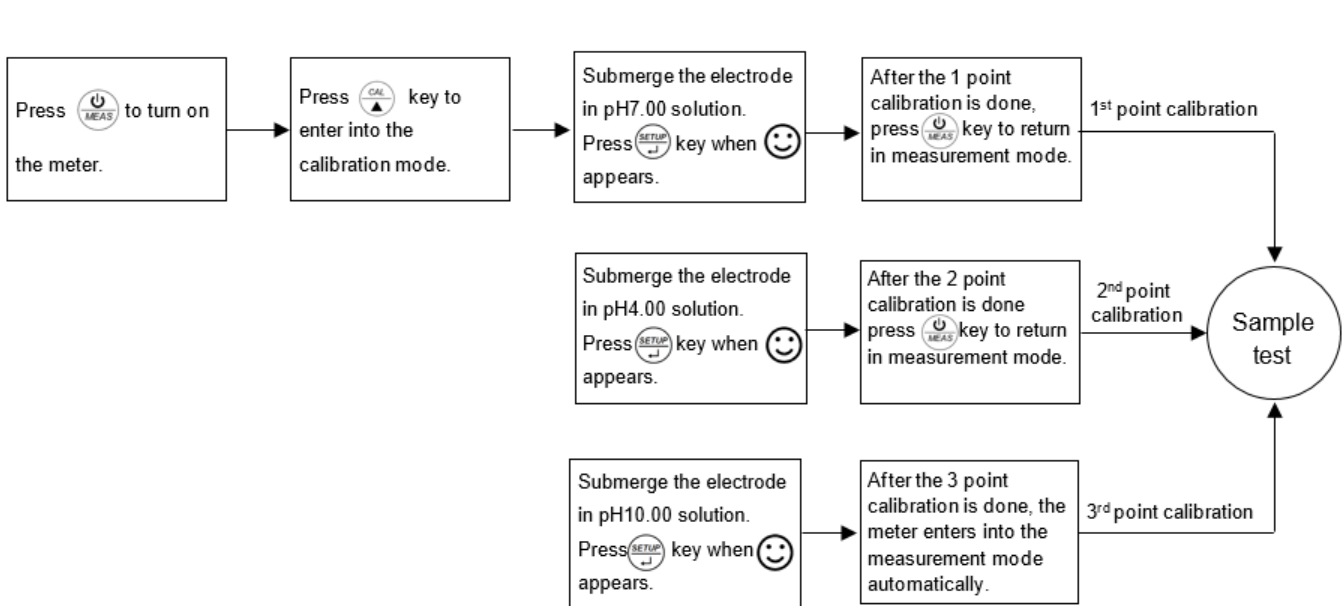 Press MEAS to turn on
the meter.
Press CAL key to
enter into the
calibration mode.
Submerge the electrode
in pH7.00 solution.
Press SETUP key when
appears.
After the 1 point
calibration is done,
press MEAS key to return
in measurement mode.
1st point calibration
Submerge the electrode
in pH4.00 solution.
Press SETUP key when
appears.
After the 2 point
calibration is done
press MEAS key to return
in measurement mode.
2nd point
calibration
Sample
test
Submerge the electrode
in pH10.00 solution.
Press SETUP key when
appears.
After the 3 point
calibration is done, the
meter enters into the
measurement mode
automatically.
3rd point calibration